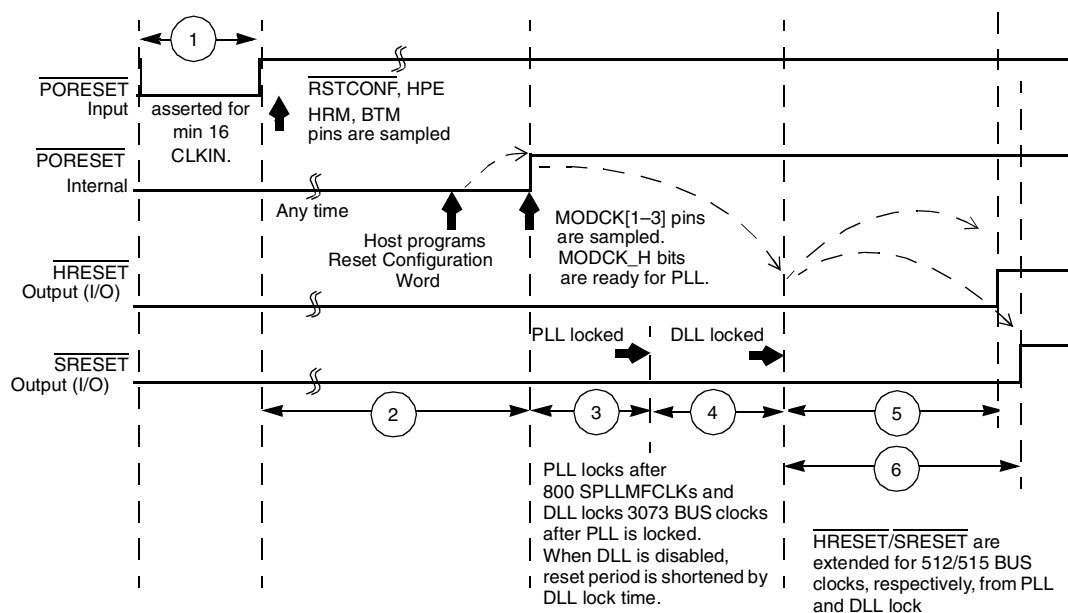 1
PORESET
Input
asserted for
min 16
CLKIN.
RSTCONF, HPE
HRM, BTM
pins are sampled
PORESET
Internal
Any time
Host programs
Reset Configuration
Word
MODCK[1–3] pins
are sampled.
MODCK_H bits
are ready for PLL.
HRESET
Output (I/O)
PLL locked
DLL locked
SRESET
Output (I/O)
2
3
4
5
6
PLL locks after
800 SPLLMFCLKs and
DLL locks 3073 BUS clocks
after PLL is locked.
When DLL is disabled,
reset period is shortened by
DLL lock time.
HRESET/SRESET are
extended for 512/515 BUS
clocks, respectively, from PLL
and DLL lock